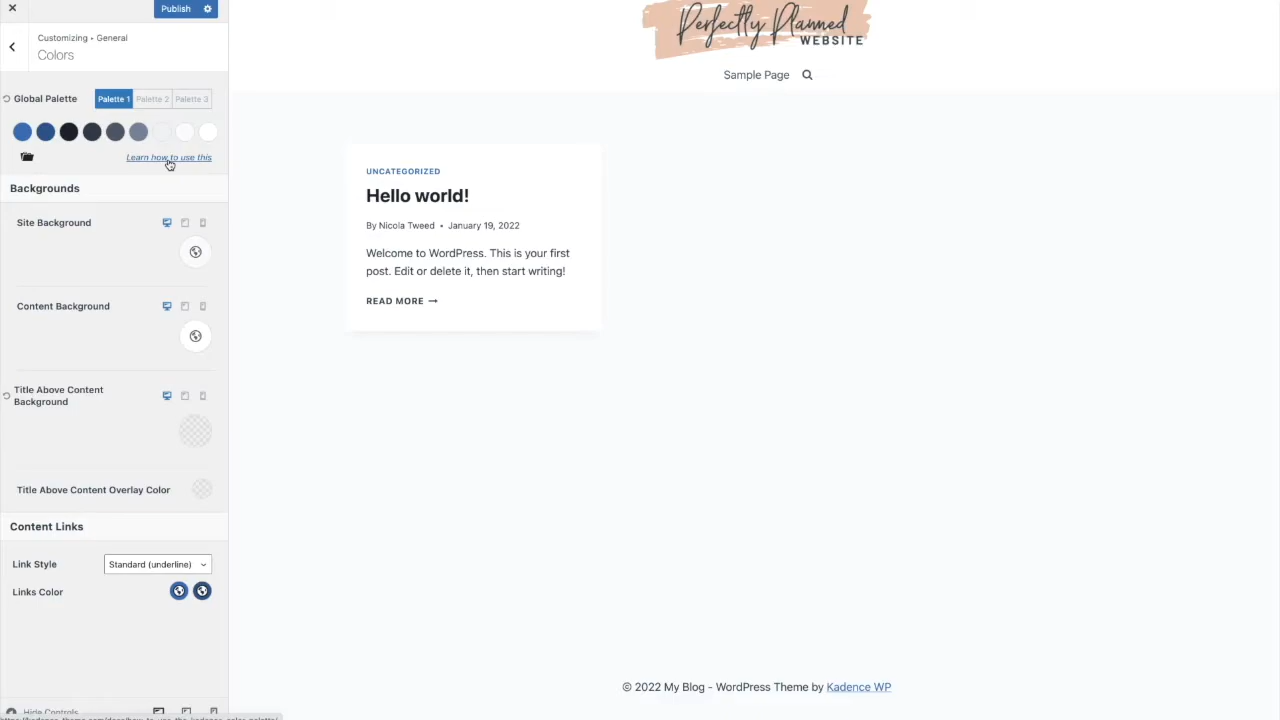 Publish
Customizing • General
Colors
Global Palette
Palette 1
Palette 2
Palette 3
Learn how to use this
Backgrounds
Site Background
Content Background
Title Above Content
Background
Title Above Content Overlay Color
Content Links
Link Style
Standard (underline)
Links Color
Hide Controls
Perfectly Planned
WEBSITE
Sample Page
UNCATEGORIZED
Hello world!
By Nicola Tweed • January 19, 2022
Welcome to WordPress. This is your first
post. Edit or delete it, then start writing!
READ MORE →
© 2022 My Blog - WordPress Theme by Kadence WP